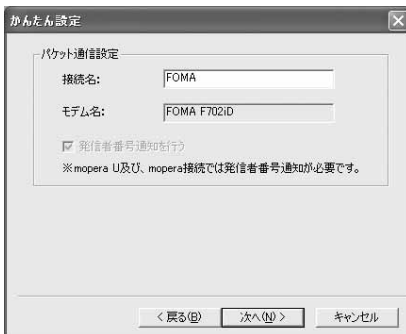 かんたん設定
パケット通信設定
接続名: FOMA
モデム名: FOMA F702iD
発信者番号通知を行う
※mopera U及び、mopera接続では発信者番号通知が必要です。
< 戻る(B) 次へ(N) > キャンセル